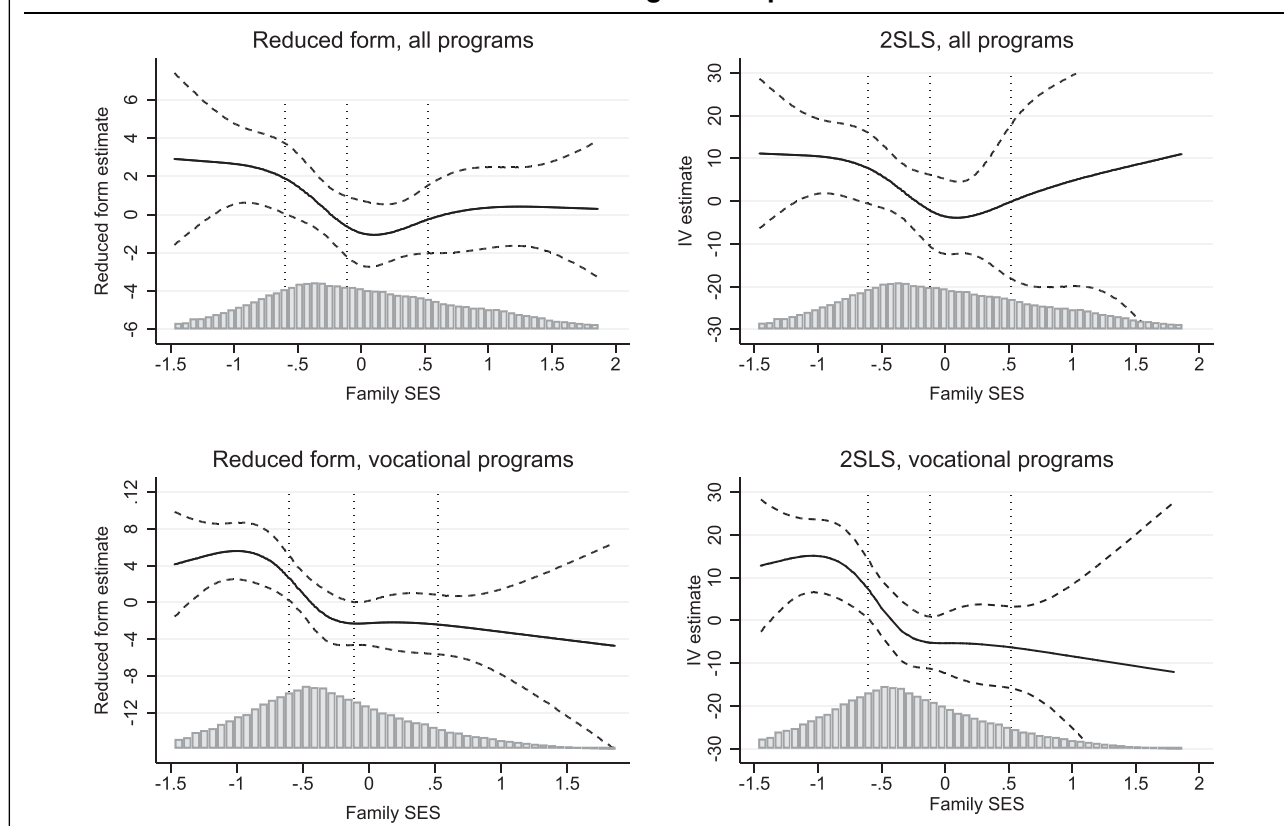 Reduced form, all programs
Reduced form estimate
6
4
2
0
-2
-4
-6
-1.5 -1 -.5 0 .5 1 1.5 2
Family SES
2SLS, all programs
IV estimate
30
20
10
0
-10
-20
-30
-1.5 -1 -.5 0 .5 1 1.5 2
Family SES
Reduced form, vocational programs
Reduced form estimate
.12
8
4
0
-4
-8
-12
-1.5 -1 -.5 0 .5 1 1.5
Family SES
2SLS, vocational programs
IV estimate
30
20
10
0
-10
-20
-30
-1.5 -1 -.5 0 .5 1 1.5 2
Family SES